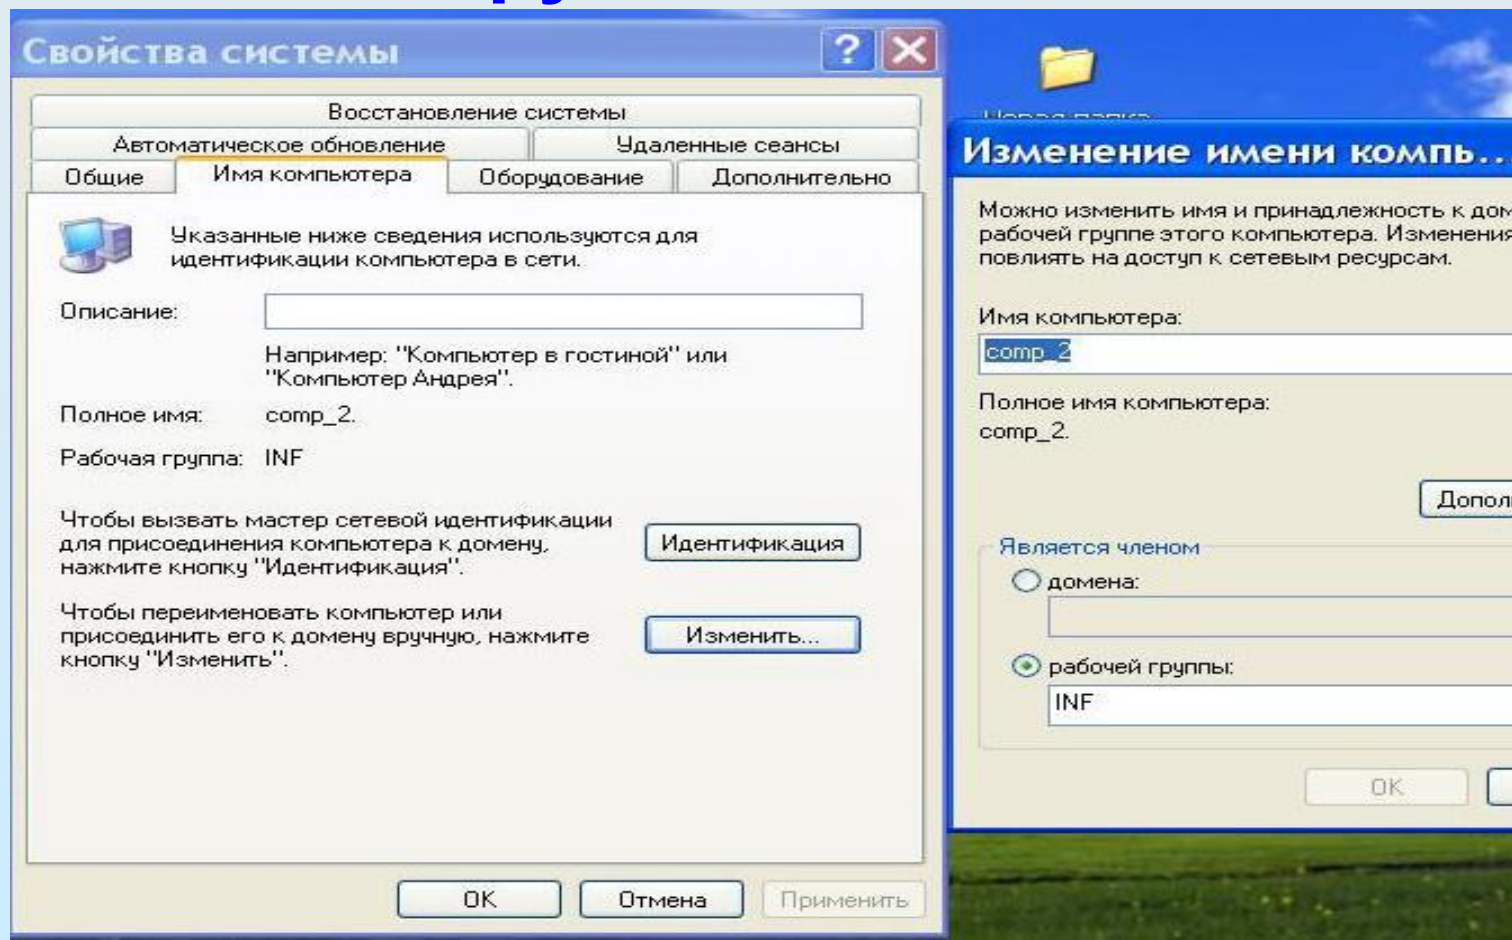 Свойства системы
Восстановление системы
Автоматическое обновление
Удаленные сеансы
Общие
Имя компьютера
Оборудование
Дополнительно
Указанные ниже сведения используются для
идентификации компьютера в сети.
Описание:
Например: "Компьютер в гостиной" или
"Компьютер Андрея".
Полное имя: comp_2.
Рабочая группа: INF
Чтобы вызвать мастер сетевой идентификации
для присоединения компьютера к домену,
нажмите кнопку "Идентификация".
Идентификация
Чтобы переименовать компьютер или
присоединить его к домену вручную, нажмите
кнопку "Изменить".
Изменить...
OK
Отмена
Применить
Новая папка
Изменение имени компь...
Можно изменить имя и принадлежность к дом
рабочей группе этого компьютера. Изменения
повлиять на доступ к сетевым ресурсам.
Имя компьютера:
comp_2
Полное имя компьютера:
comp_2.
Допол
Является членом
домена:
рабочей группы:
INF
OK